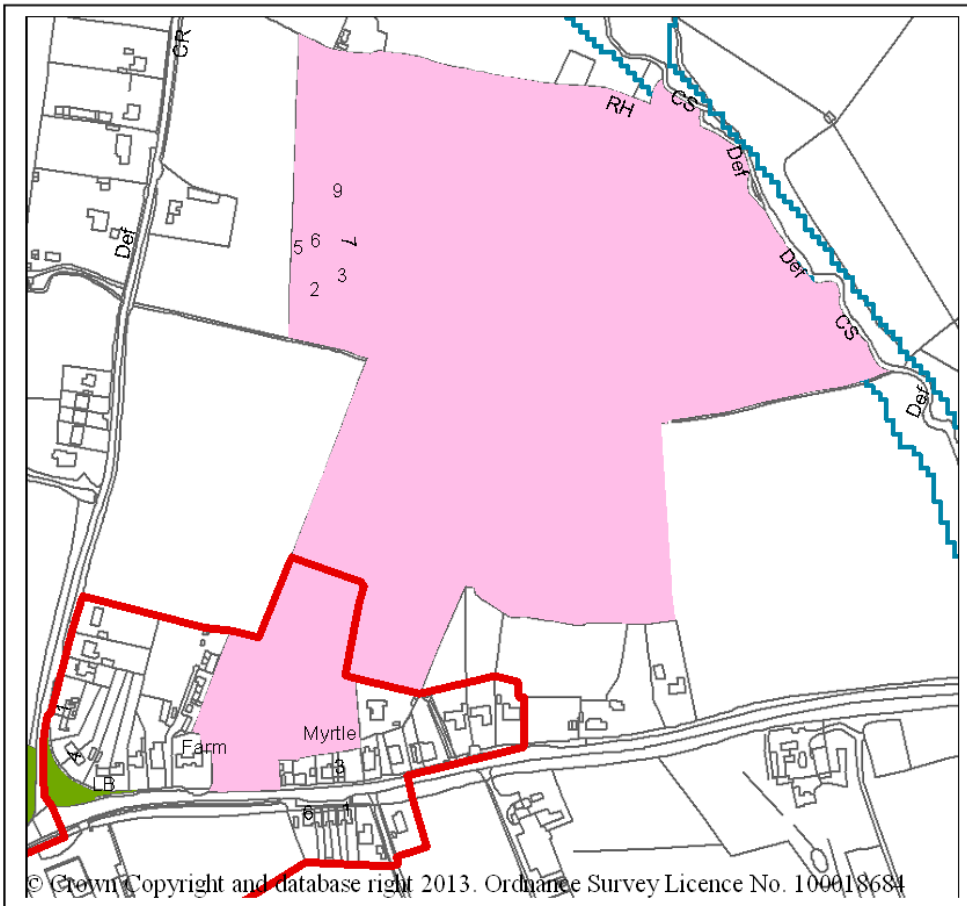 CR
RH
CS
Def
9
Def
5
6
7
3
2
Def
CS
Def
1
Myrtle
Farm
A
3
LB
6
1
© Crown Copyright and database right 2013. Ordnance Survey Licence No. 100018684